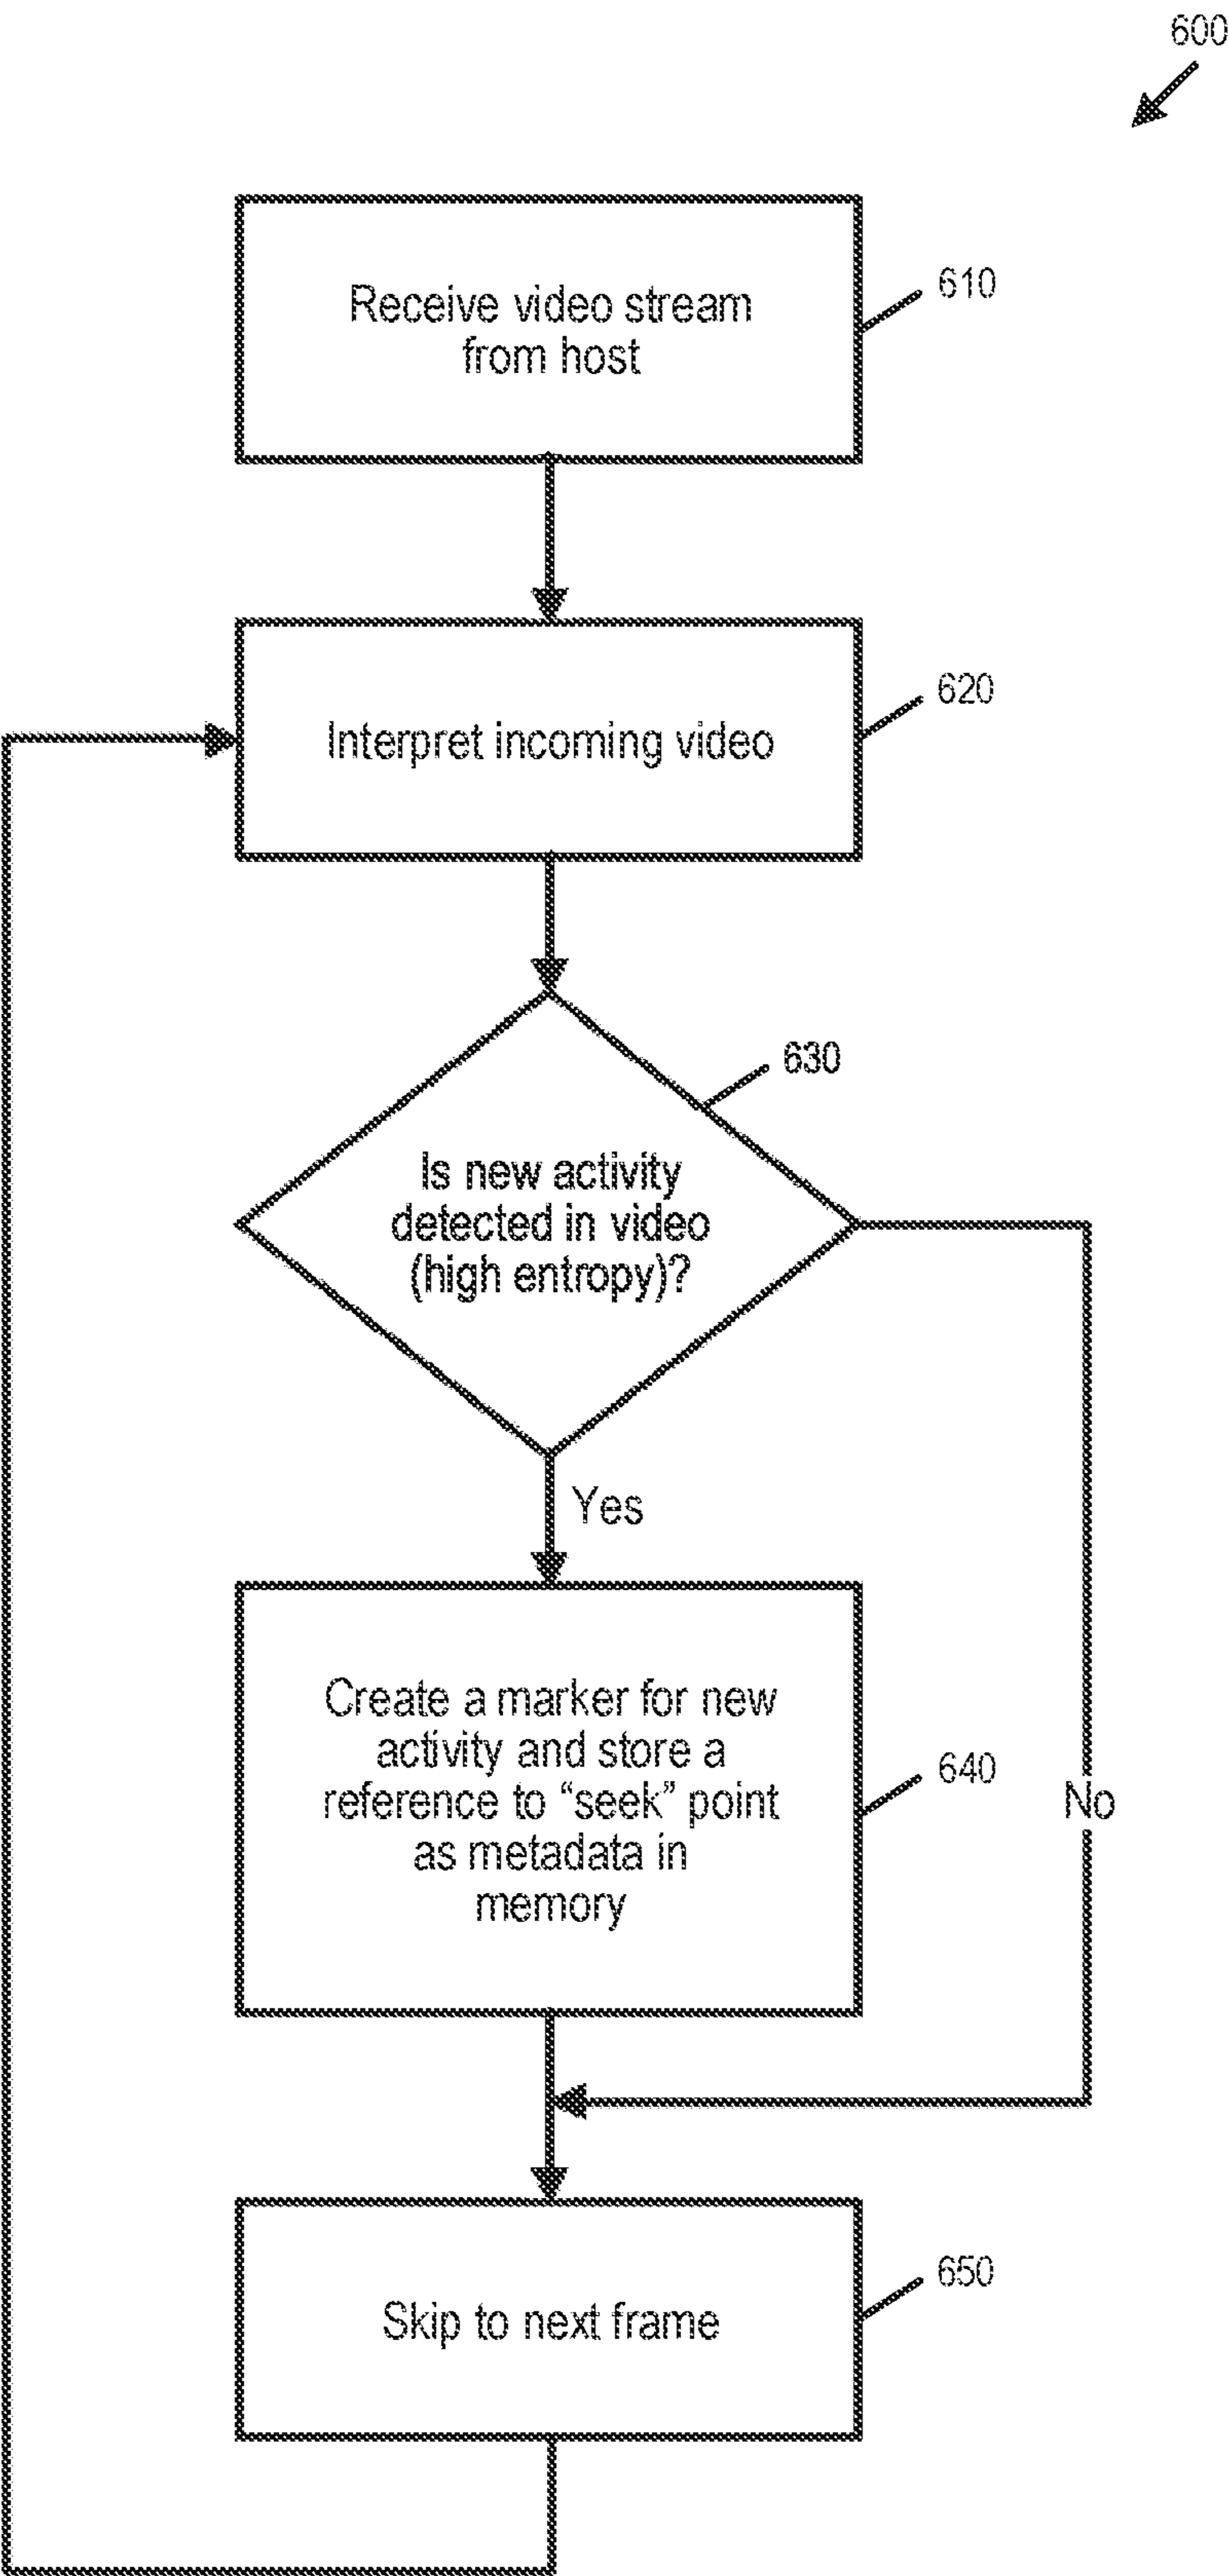 600
Receive video stream
from host
610
Interpret incoming video
620
630
Is new activity
detected in video
(high entropy)?
Yes
Create a marker for new
activity and store a
reference to “seek” point
as metadata in
memory
640
No
Skip to next frame
650